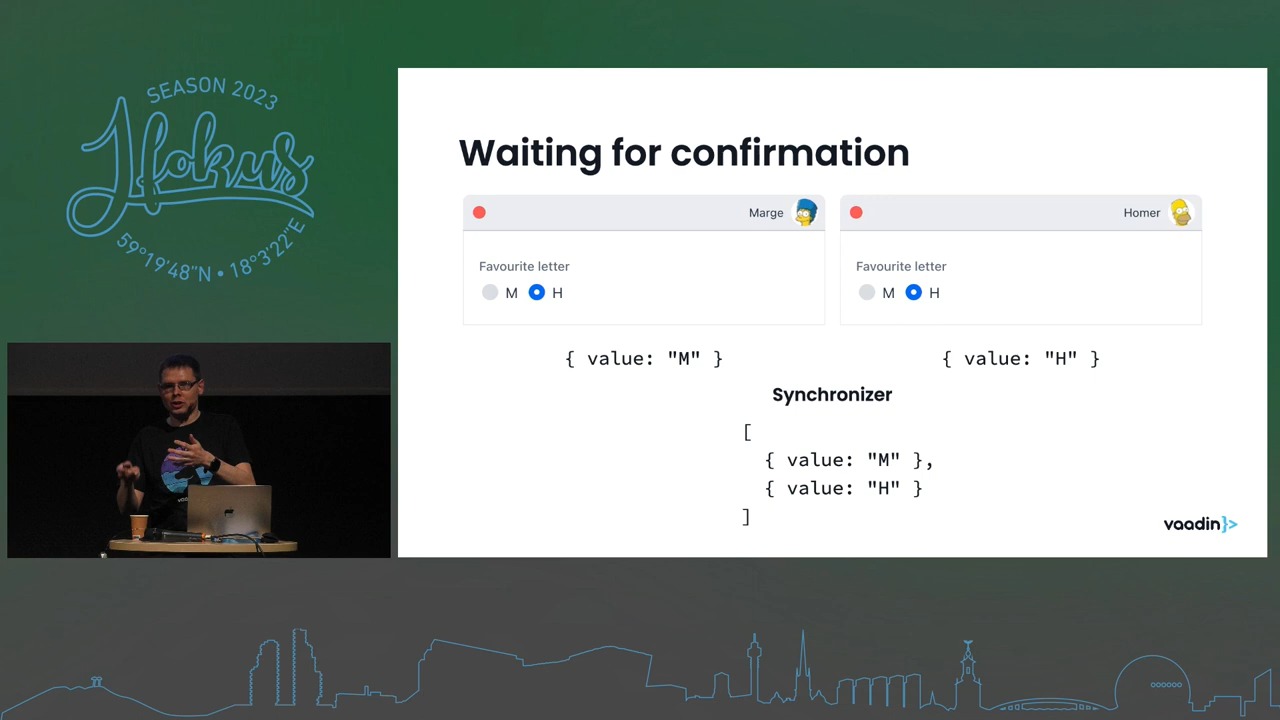 SEASON 2023
Jfokus
59°19'48"N • 18°3'22"E
Waiting for confirmation
Marge
Favourite letter
M H
Homer
Favourite letter
M H
{ value: "M" }
{ value: "H" }
Synchronizer
[
{ value: "M" },
{ value: "H" }
]
vaadin}>